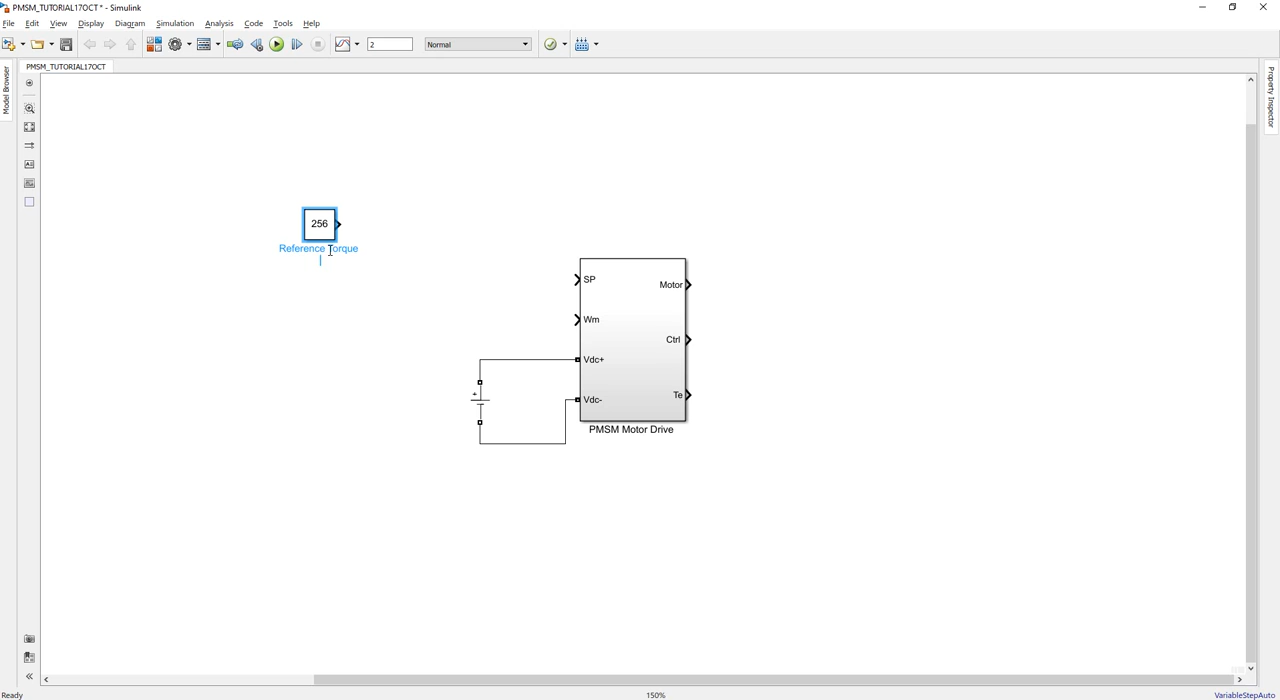 PMSM_TUTORIAL17OCT * - Simulink
File Edit View Display Diagram Simulation Analysis Code Tools Help
2 Normal
Model Browser
PMSM_TUTORIAL17OCT
Property Inspector
256
Reference Torque
SP
Motor
Wm
Ctrl
Vdc+
+
Te
Vdc-
PMSM Motor Drive
Ready 150% VariableStepAuto